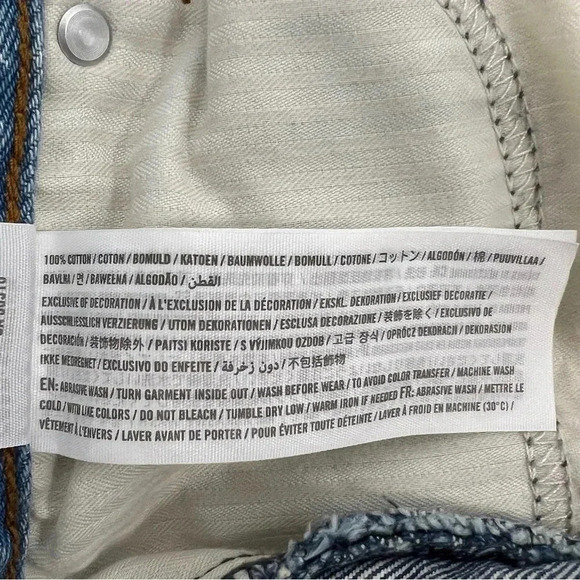 100% COTTON / COTON / BOMULD / KATOEN / BAUMWOLLE / BOMULL / COTONE / コットン / ALGODÓN / 棉 / PUUVILLAA /
BAVLNA / 면 / BAWEŁNA / ALGODÃO / القطن
EXCLUSIVE OF DECORATION / À L'EXCLUSION DE LA DÉCORATION / EKSKL. DEKORATION / EXCLUSIEF DECORATIE /
AUSSCHLIESSLICH VERZIERUNG / UTOM DEKORATIONEN / ESCLUSA DECORAZIONE / 装飾を除く / EXCLUSIVO DE
DECORACIÓN / 装饰物除外 / PAITSI KORISTE / S VÝJIMKOU OZDOB / 고급 장식 / OPRÓCZ DEKORACJI / DEKORASJON
IKKE MEDREGNET / EXCLUSIVO DO ENFEITE / دون زخرفة / 不包括飾物
EN: ABRASIVE WASH / TURN GARMENT INSIDE OUT / WASH BEFORE WEAR / TO AVOID COLOR TRANSFER / MACHINE WASH
COLD / WITH LIKE COLORS / DO NOT BLEACH / TUMBLE DRY LOW / WARM IRON IF NEEDED FR: ABRASIVE WASH / METTRE LE
VÊTEMENT À L'ENVERS / LAVER AVANT DE PORTER / POUR ÉVITER TOUTE DÉTEINTE / LAVER À FROID EN MACHINE (30°C) /